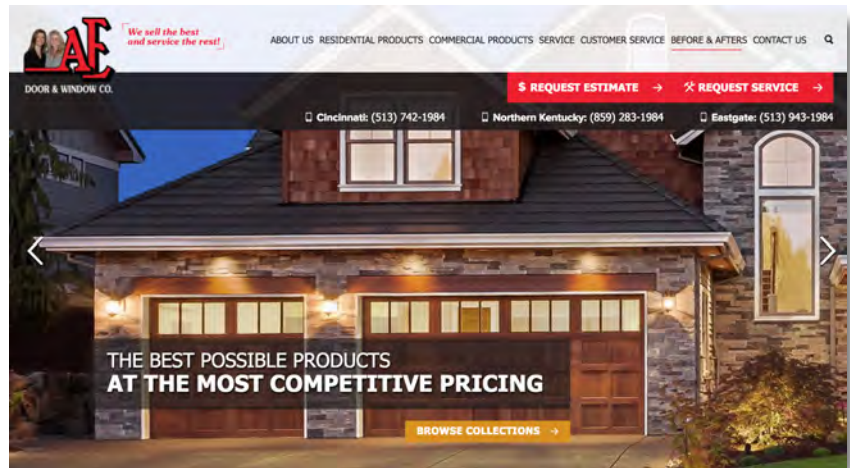 We sell the best
and service the rest!
AE
DOOR & WINDOW CO.
ABOUT US RESIDENTIAL PRODUCTS COMMERCIAL PRODUCTS SERVICE CUSTOMER SERVICE BEFORE & AFTERS CONTACT US
$ REQUEST ESTIMATE →
REQUEST SERVICE →
Cincinnati: (513) 742-1984
Northern Kentucky: (859) 283-1984
Eastgate: (513) 943-1984
THE BEST POSSIBLE PRODUCTS
AT THE MOST COMPETITIVE PRICING
BROWSE COLLECTIONS →